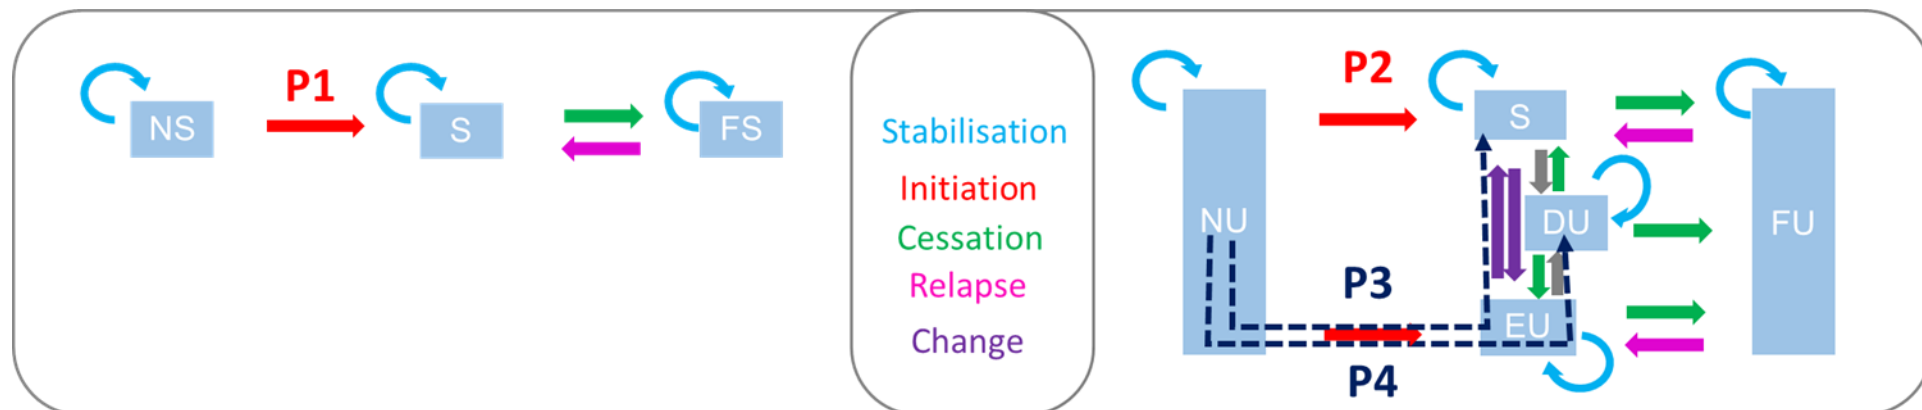 P1
NS
S
FS
Stabilisation
Initiation
Cessation
Relapse
Change
P2
S
NU
DU
FU
P3
EU
P4